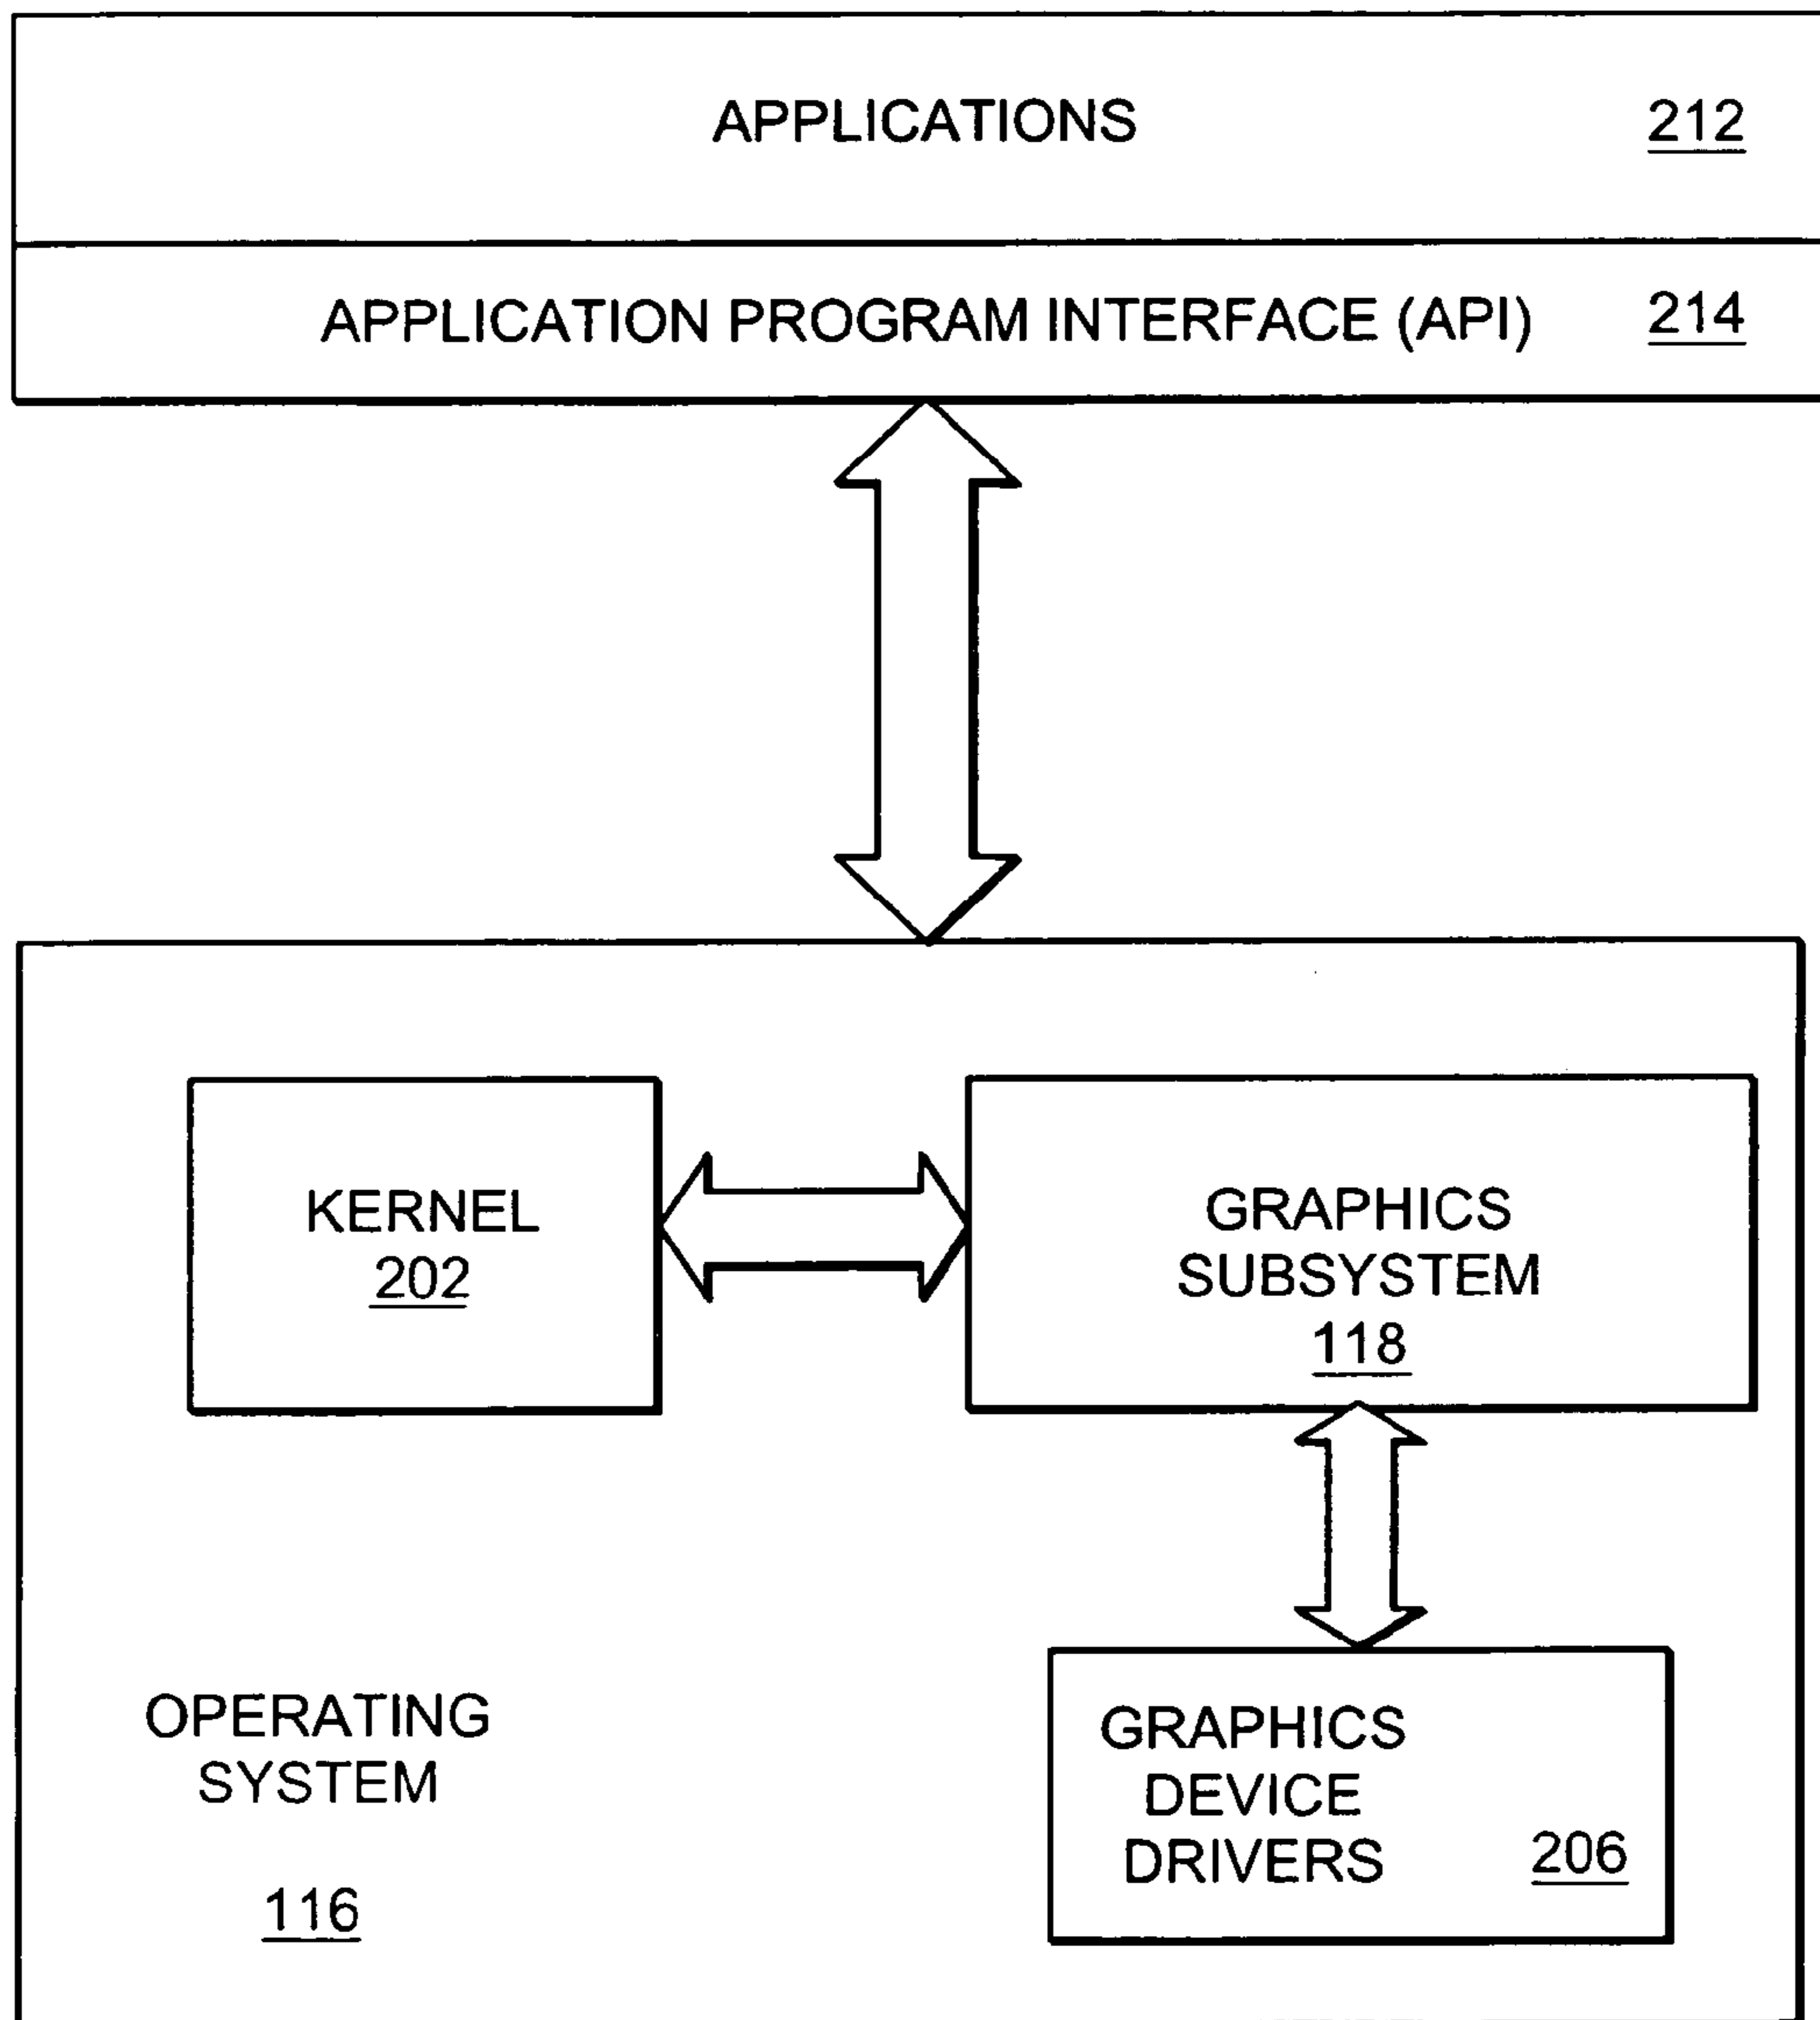 APPLICATIONS 212
APPLICATION PROGRAM INTERFACE (API) 214
KERNEL
202
GRAPHICS
SUBSYSTEM
118
OPERATING
SYSTEM
116
GRAPHICS
DEVICE
DRIVERS 206